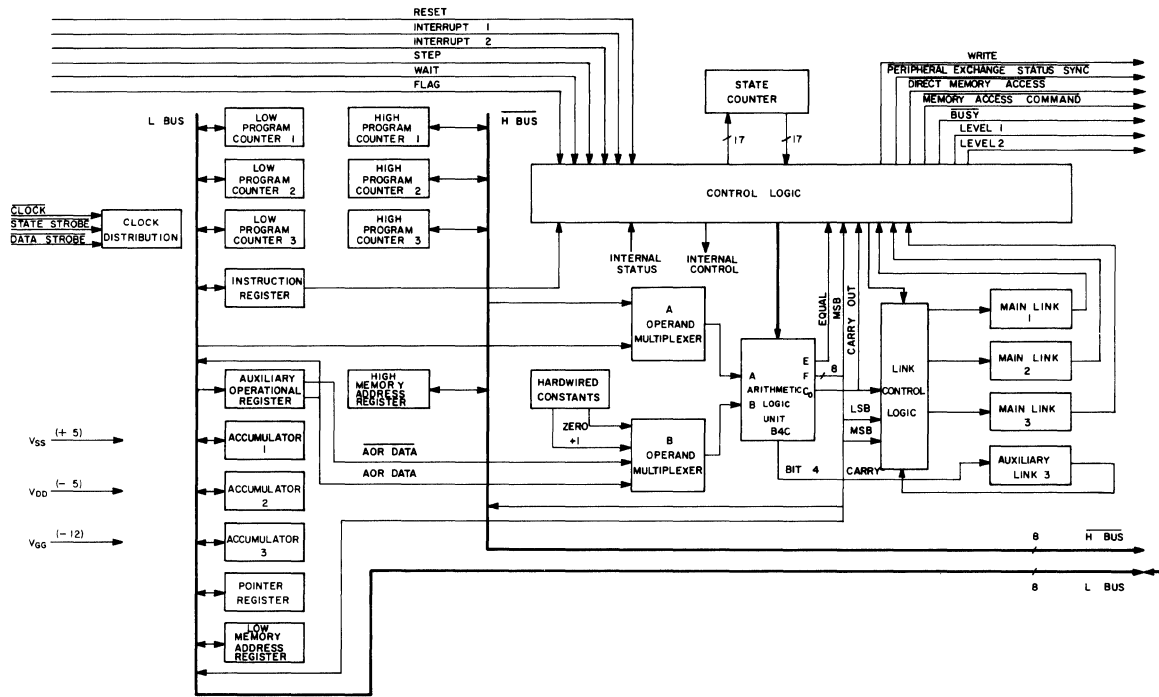 RESET
INTERRUPT 1
INTERRUPT 2
STEP
WAIT
FLAG
WRITE
PERIPHERAL EXCHANGE STATUS SYNC
DIRECT MEMORY ACCESS
MEMORY ACCESS COMMAND
BUSY
LEVEL 1
LEVEL 2
STATE
COUNTER
17
17
CONTROL LOGIC
L BUS
H BUS
LOW
PROGRAM
COUNTER 1
HIGH
PROGRAM
COUNTER 1
LOW
PROGRAM
COUNTER 2
HIGH
PROGRAM
COUNTER 2
LOW
PROGRAM
COUNTER 3
HIGH
PROGRAM
COUNTER 3
CLOCK
STATE STROBE
DATA STROBE
CLOCK
DISTRIBUTION
INSTRUCTION
REGISTER
INTERNAL
STATUS
INTERNAL
CONTROL
A
OPERAND
MULTIPLEXER
EQUAL
MSB
CARRY OUT
8
A
B
E
F
C0
ARITHMETIC
LOGIC
UNIT
B4C
LINK
CONTROL
LOGIC
MAIN LINK
1
MAIN LINK
2
MAIN LINK
3
AUXILIARY
LINK 3
LSB
MSB
BIT 4 CARRY
AUXILIARY
OPERATIONAL
REGISTER
HIGH
MEMORY
ADDRESS
REGISTER
HARDWIRED
CONSTANTS
ZERO
+1
B
OPERAND
MULTIPLEXER
AOR DATA
AOR DATA
VSS (+ 5)
VDD (- 5)
VGG (-12)
ACCUMULATOR
1
ACCUMULATOR
2
ACCUMULATOR
3
POINTER
REGISTER
LOW
MEMORY
ADDRESS
REGISTER
8 H BUS
8 L BUS